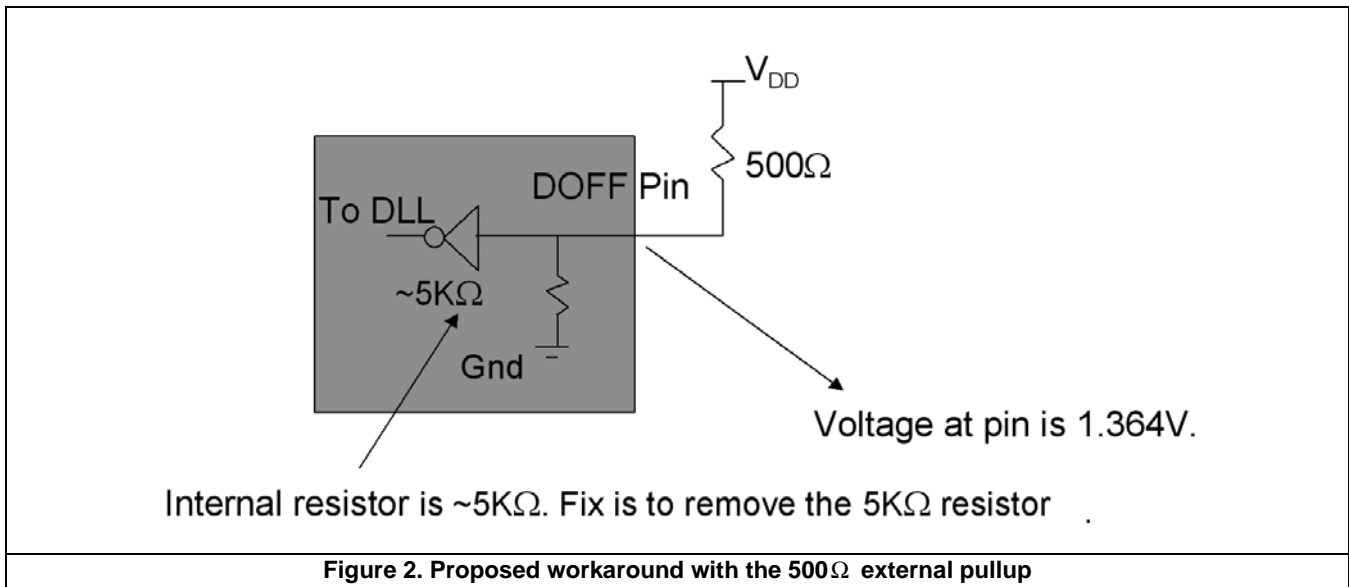 V_DD
500Ω
DOFF Pin
To DLL
~5KΩ
Gnd
Voltage at pin is 1.364V.
Internal resistor is ~5KΩ. Fix is to remove the 5KΩ resistor .
Figure 2. Proposed workaround with the 500Ω external pullup